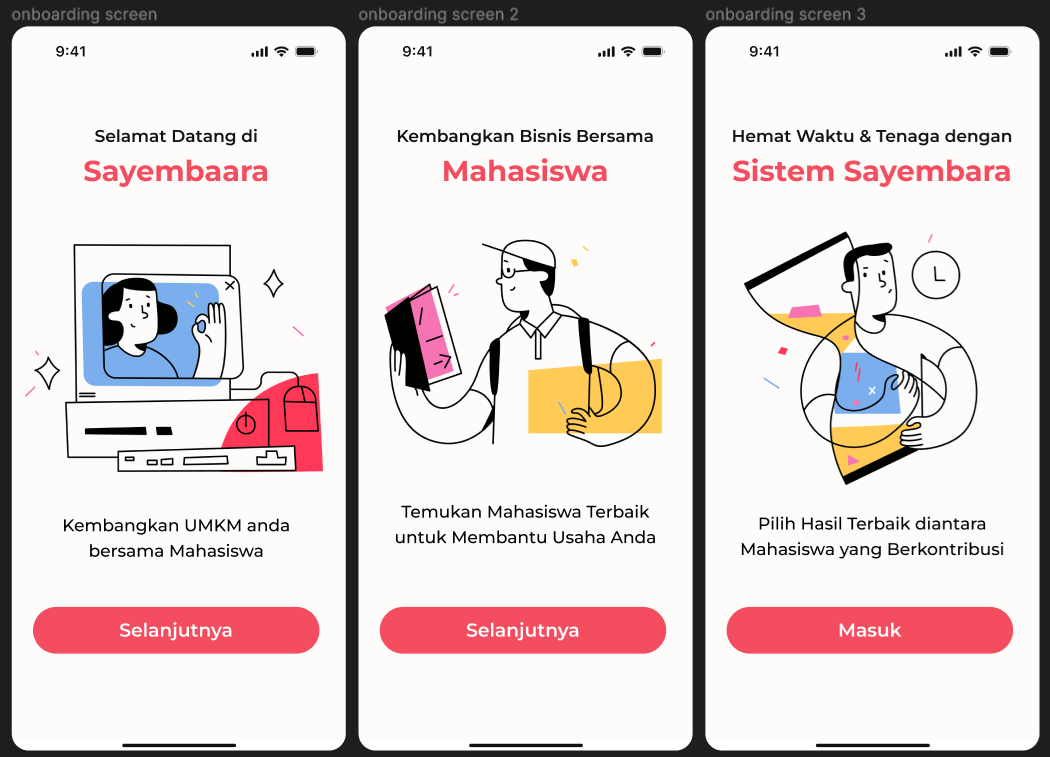 onboarding screen
9:41
Selamat Datang di
Sayembaara
Kembangkan UMKM anda
bersama Mahasiswa
Selanjutnya
onboarding screen 2
9:41
Kembangkan Bisnis Bersama
Mahasiswa
Temukan Mahasiswa Terbaik
untuk Membantu Usaha Anda
Selanjutnya
onboarding screen 3
9:41
Hemat Waktu & Tenaga dengan
Sistem Sayembara
Pilih Hasil Terbaik diantara
Mahasiswa yang Berkontribusi
Masuk